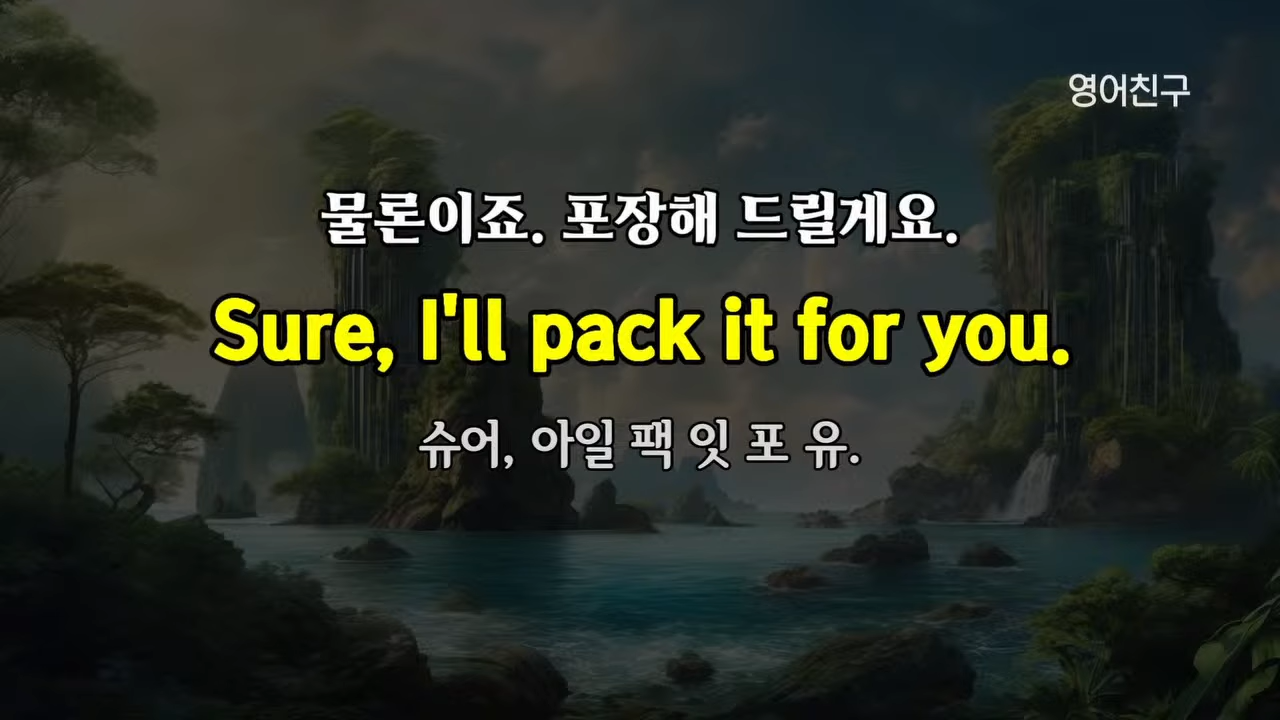 영어친구
물론이죠. 포장해 드릴게요.
Sure, I'll pack it for you.
슈어, 아일 팩 잇 포 유.